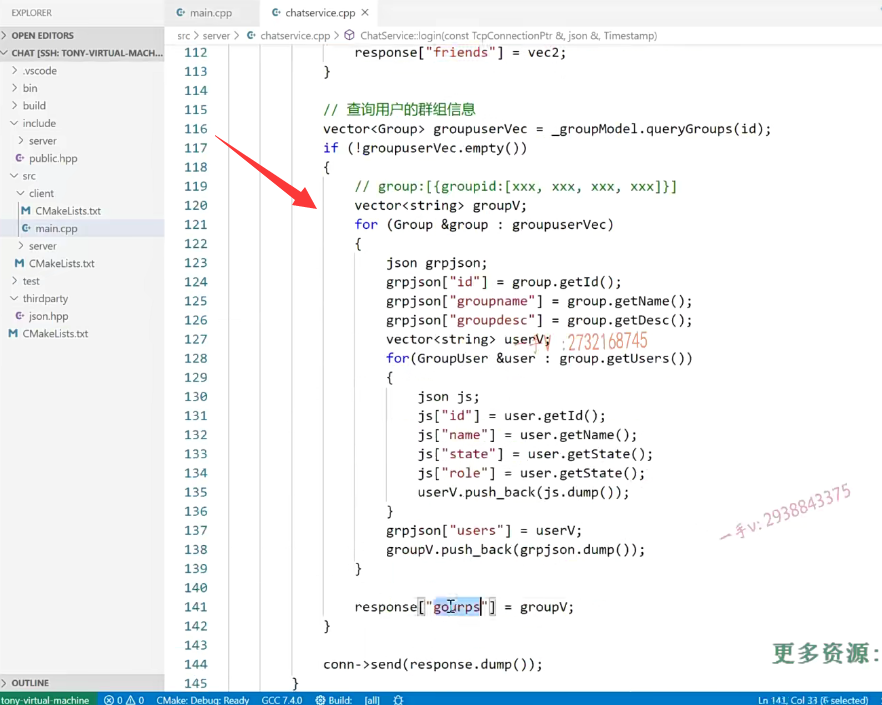 EXPLORER
main.cpp
chatservice.cpp ×
OPEN EDITORS
CHAT [SSH: TONY-VIRTUAL-MACH...
.vscode
bin
build
include
server
public.hpp
src
client
CMakeLists.txt
main.cpp
server
CMakeLists.txt
test
thirdparty
json.hpp
CMakeLists.txt
OUTLINE
src > server > chatservice.cpp > ChatService::login(const TcpConnectionPtr &, json &, Timestamp)
112 response["friends"] = vec2;
113 }
114
115 // 查询用户的群组信息
116 vector<Group> groupuserVec = _groupModel.queryGroups(id);
117 if (!groupuserVec.empty())
118 {
119 // group:[{groupid:[xxx, xxx, xxx, xxx]}]
120 vector<string> groupV;
121 for (Group &group : groupuserVec)
122 {
123 json grpjson;
124 grpjson["id"] = group.getId();
125 grpjson["groupname"] = group.getName();
126 grpjson["groupdesc"] = group.getDesc();
127 vector<string> userV;
一手V:2732168745
128 for(GroupUser &user : group.getUsers())
129 {
130 json js;
131 js["id"] = user.getId();
132 js["name"] = user.getName();
133 js["state"] = user.getState();
134 js["role"] = user.getState();
135 userV.push_back(js.dump());
136 }
137 grpjson["users"] = userV;
一手v:2938843375
138 groupV.push_back(grpjson.dump());
139 }
140
141 response["gourps"] = groupV;
142 }
143
更多资源:
144 conn->send(response.dump());
145 }
tony-virtual-machine 0 0 CMake: Debug: Ready GCC 7.4.0 Build: [all] Ln 141, Col 33 (6 selected)